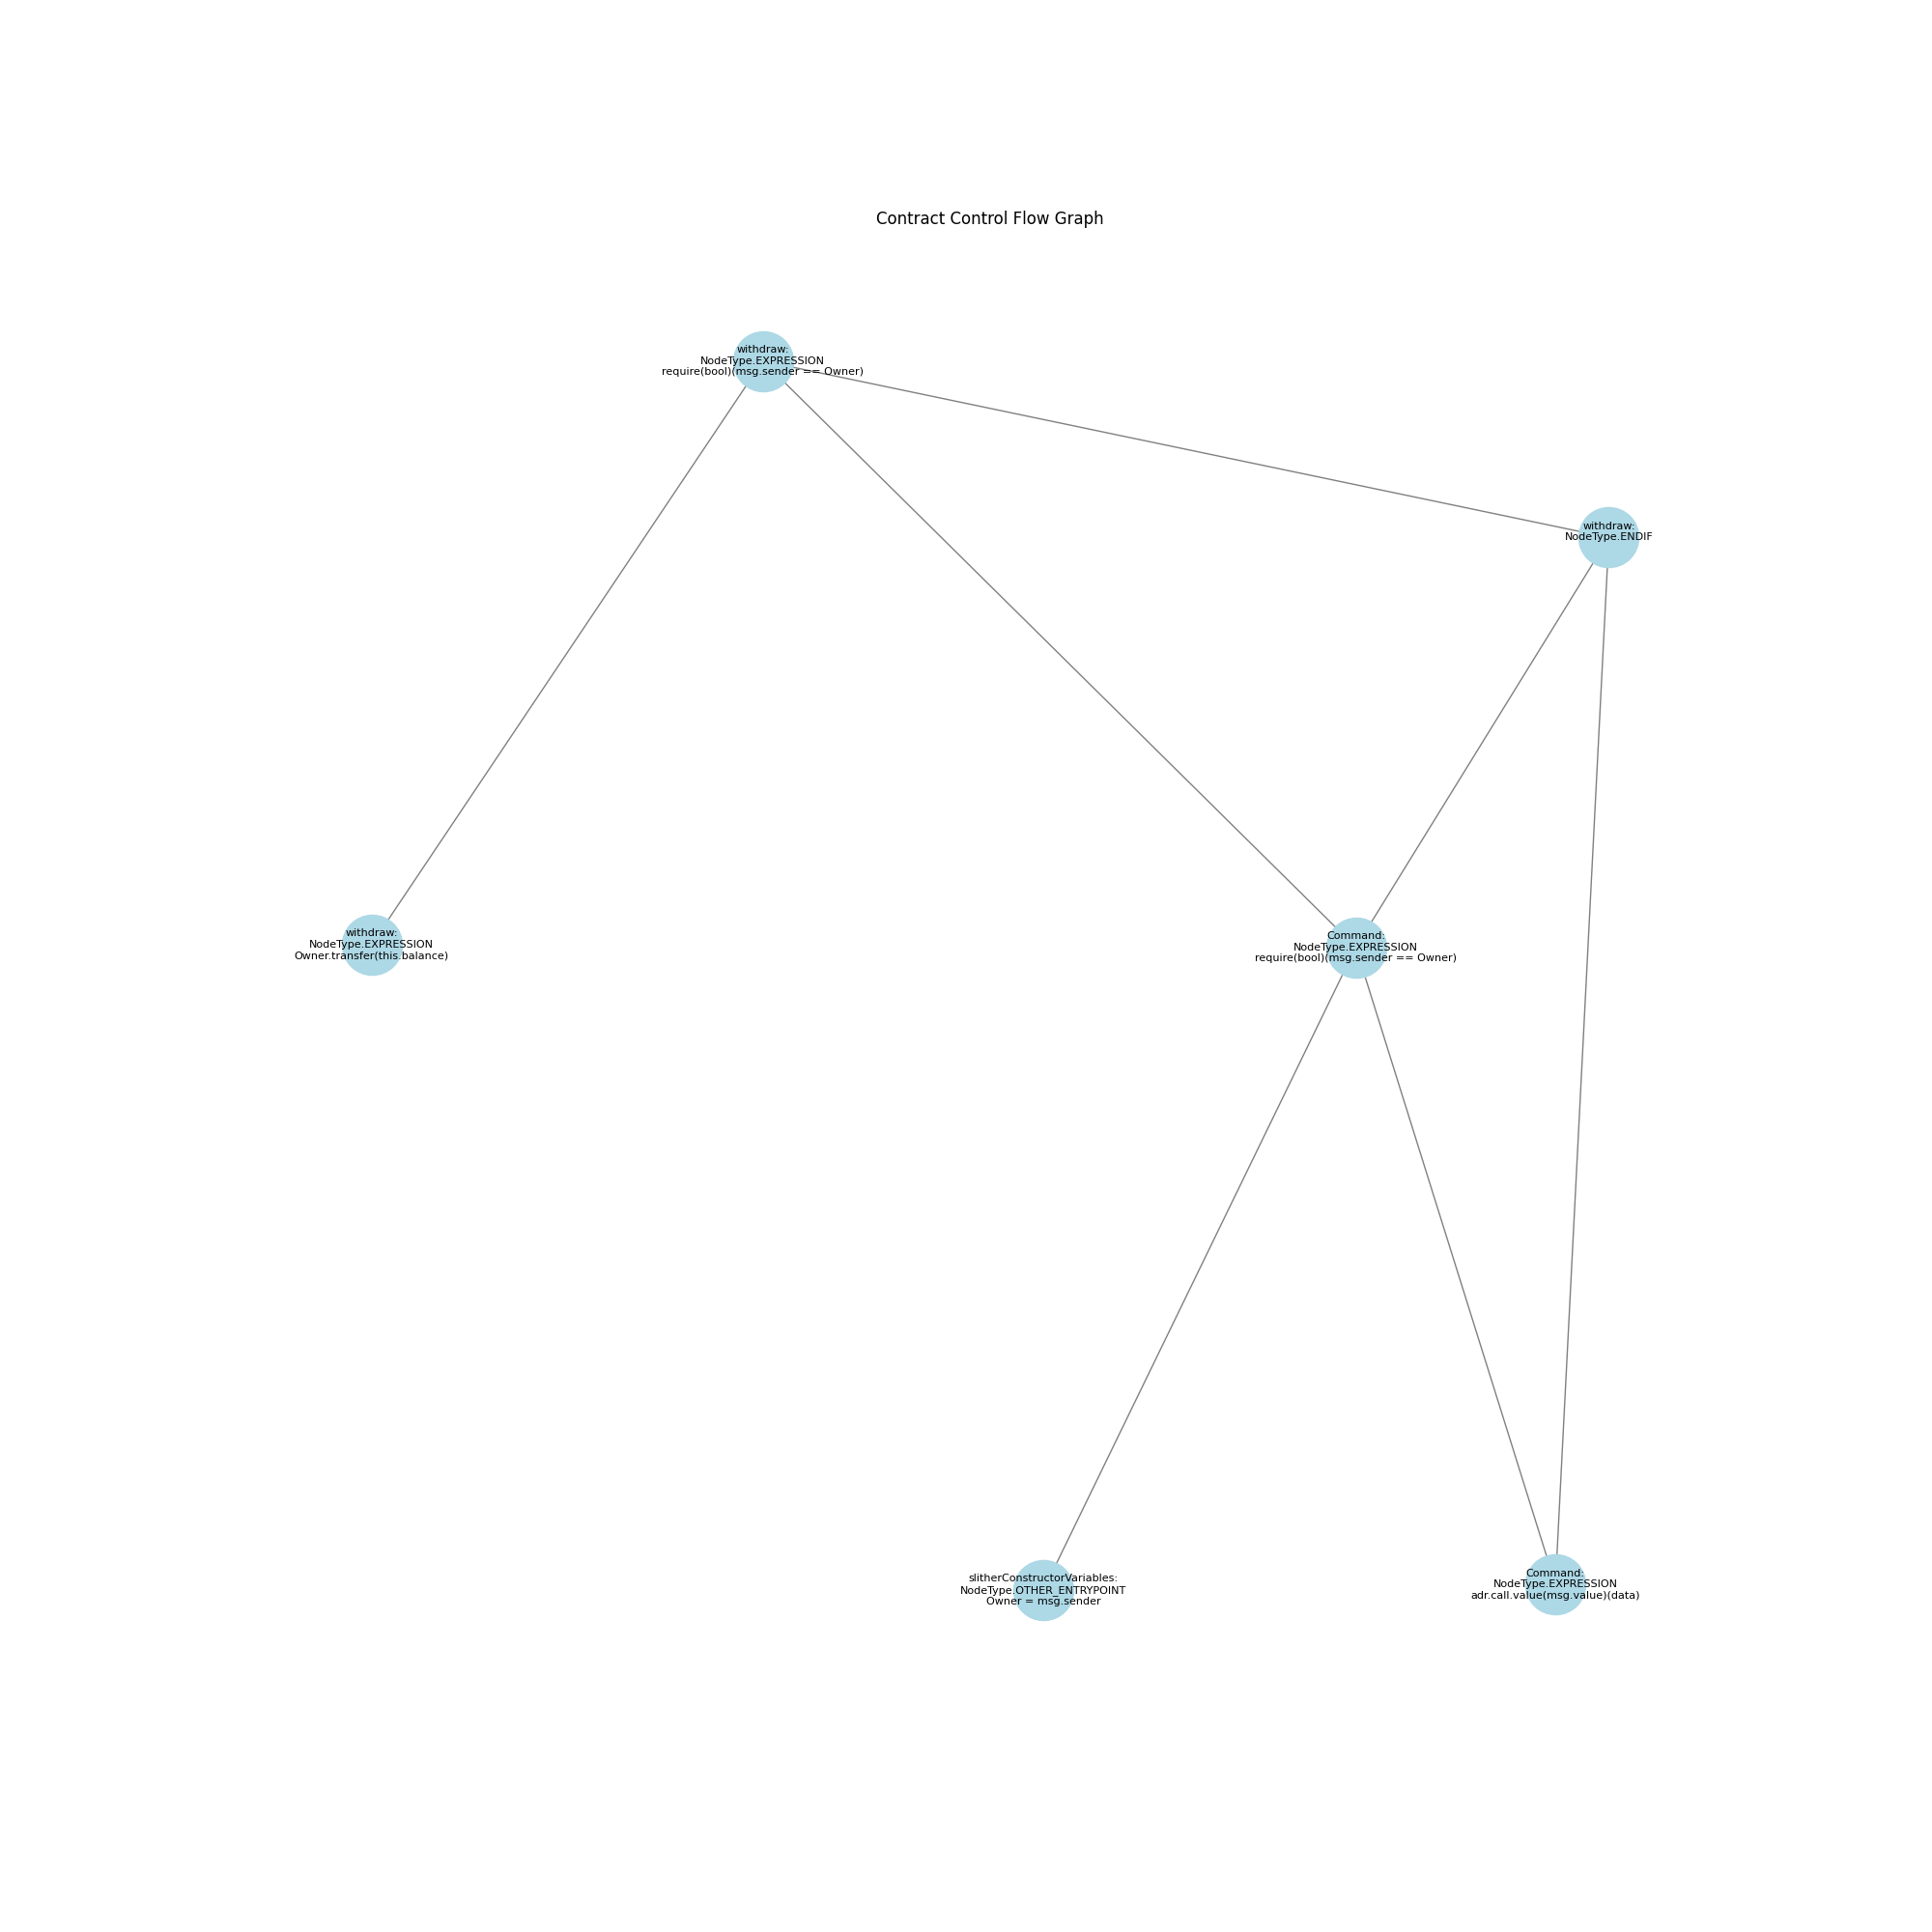 Contract Control Flow Graph
withdraw:
NodeType.EXPRESSION
require(bool)(msg.sender == Owner)
withdraw:
NodeType.ENDIF
withdraw:
NodeType.EXPRESSION
Owner.transfer(this.balance)
Command:
NodeType.EXPRESSION
require(bool)(msg.sender == Owner)
slitherConstructorVariables:
NodeType.OTHER_ENTRYPOINT
Owner = msg.sender
Command:
NodeType.EXPRESSION
adr.call.value(msg.value)(data)